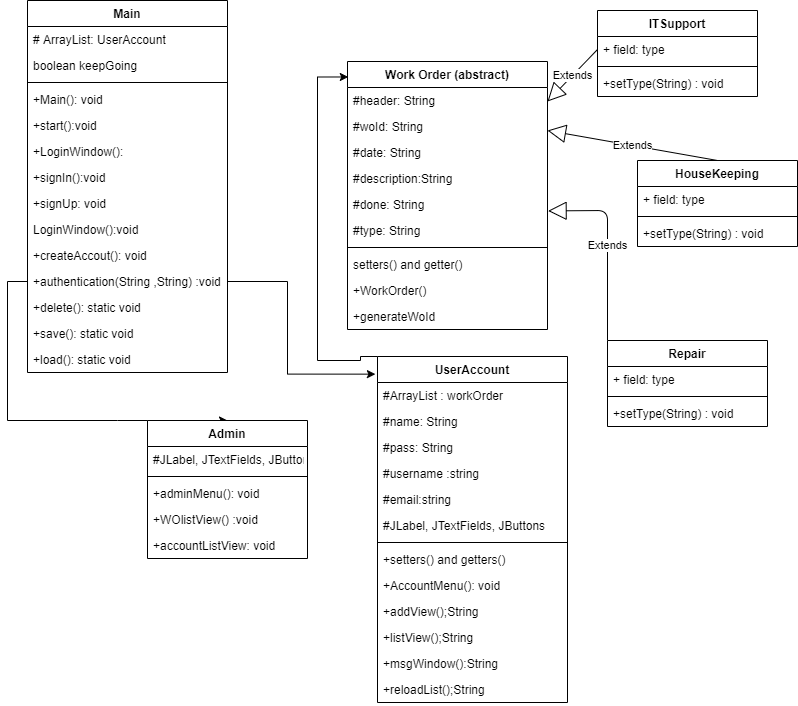 Main
# ArrayList: UserAccount
boolean keepGoing
+Main(): void
+start():void
+LoginWindow():
+signIn():void
+signUp: void
LoginWindow():void
+createAccout(): void
+authentication(String ,String) :void
+delete(): static void
+save(): static void
+load(): static void
Work Order (abstract)
#header: String
#woId: String
#date: String
#description:String
#done: String
#type: String
setters() and getter()
+WorkOrder()
+generateWoId
ITSupport
+ field: type
+setType(String) : void
Extends
HouseKeeping
+ field: type
+setType(String) : void
Extends
Repair
+ field: type
+setType(String) : void
Extends
Admin
#JLabel, JTextFields, JButto
+adminMenu(): void
+WOlistView() :void
+accountListView: void
UserAccount
#ArrayList : workOrder
#name: String
#pass: String
#username :string
#email:string
#JLabel, JTextFields, JButtons
+setters() and getters()
+AccountMenu(): void
+addView();String
+listView();String
+msgWindow():String
+reloadList();String